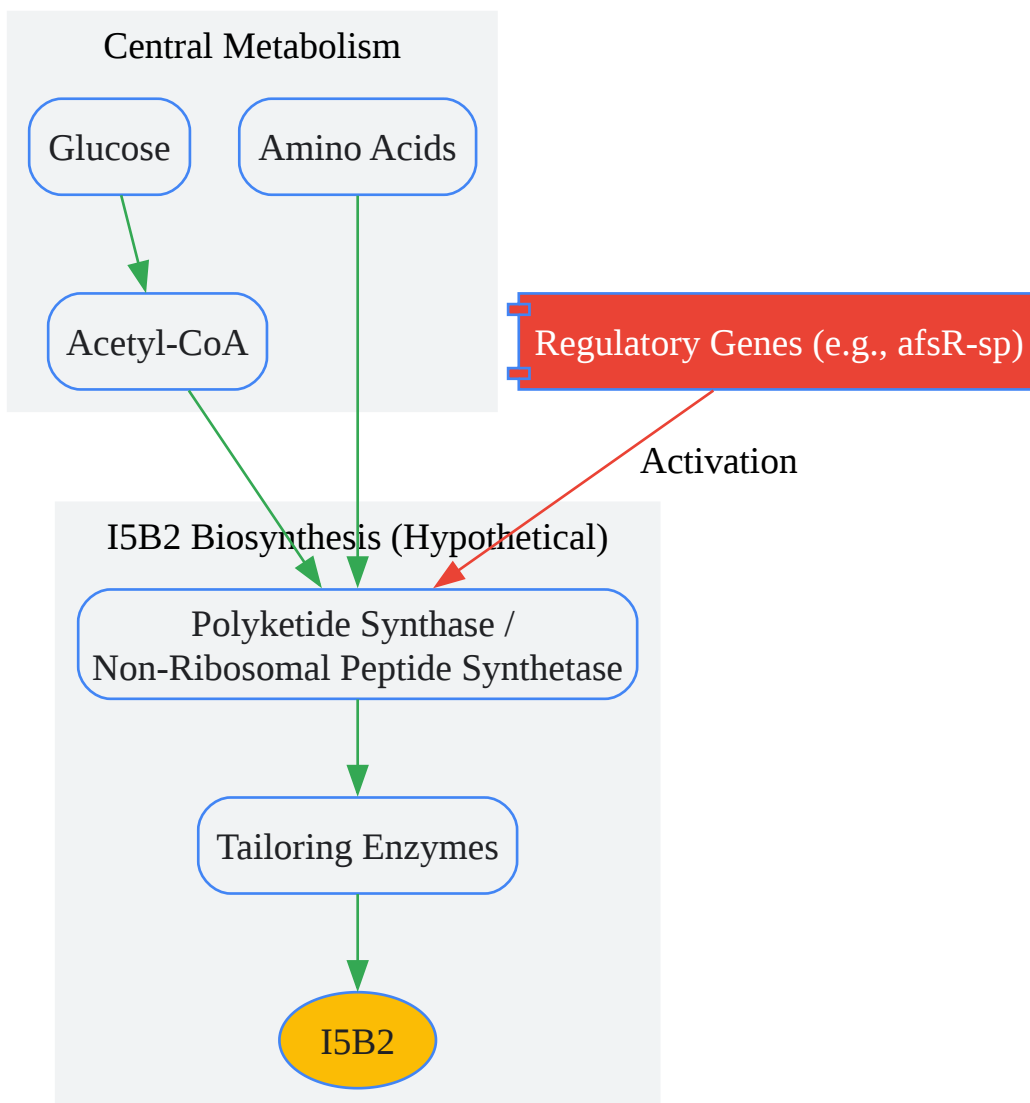 Central Metabolism
Glucose
Amino Acids
Acetyl-CoA
Regulatory Genes (e.g., afsR-sp)
Activation
I5B2 Biosynthesis (Hypothetical)
Polyketide Synthase /
Non-Ribosomal Peptide Synthetase
Tailoring Enzymes
I5B2